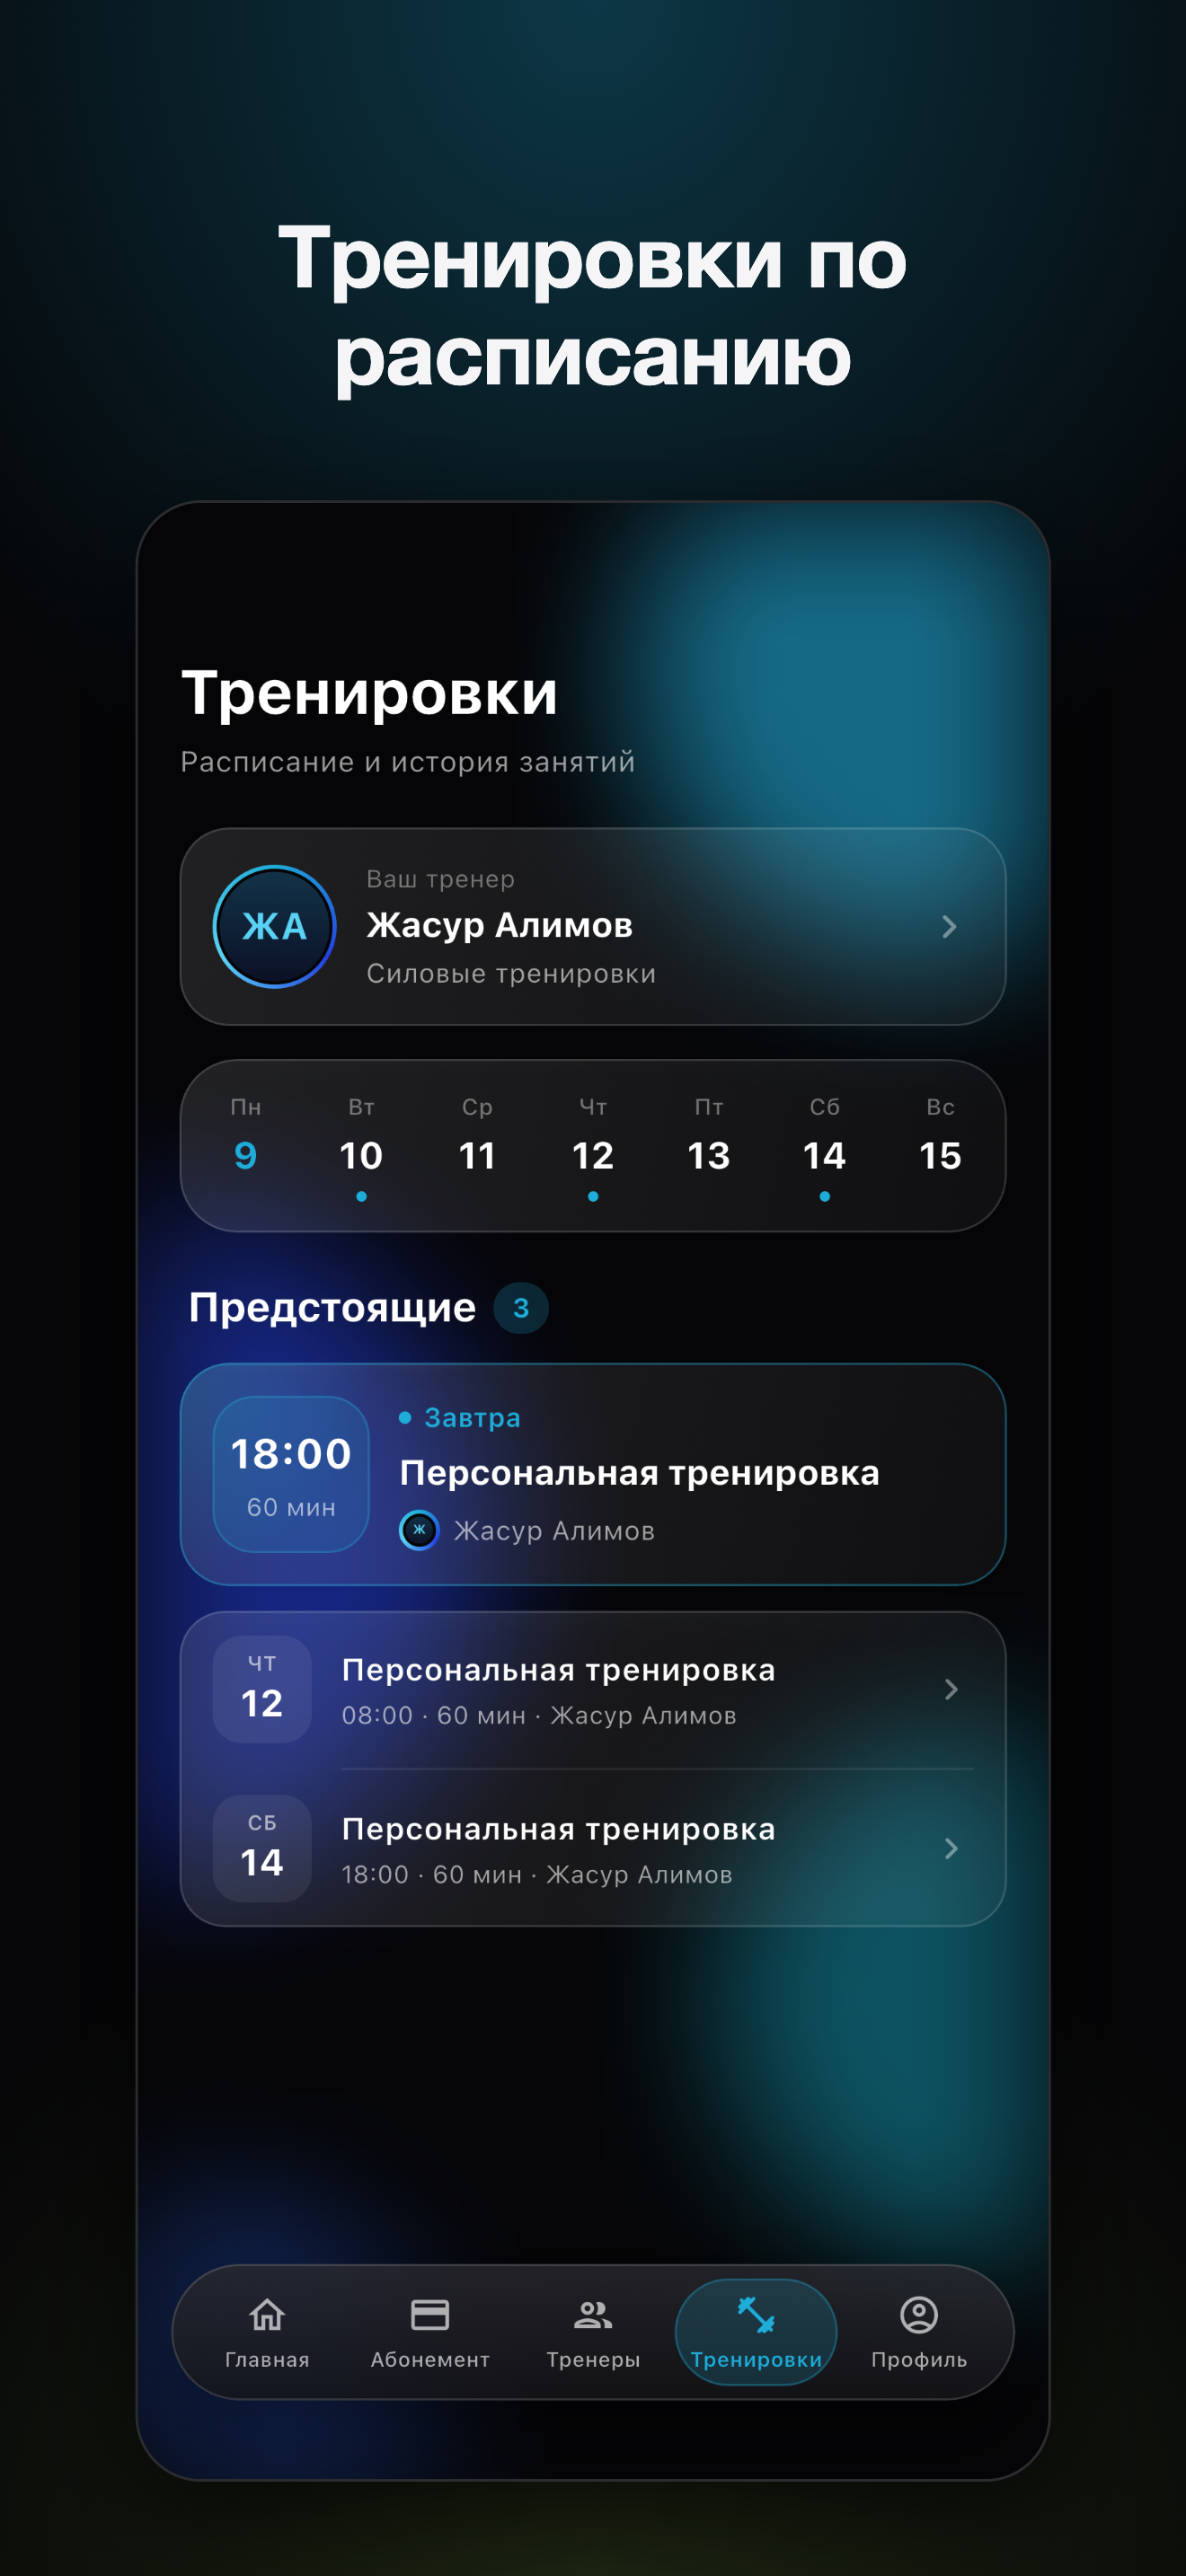 Тренировки по
расписанию
Тренировки
Расписание и история занятий
ЖА
Ваш тренер
Жасур Алимов
Силовые тренировки
Пн Вт Ср Чт Пт Сб Вс
9 10 11 12 13 14 15
Предстоящие 3
18:00
60 мин
Завтра
Персональная тренировка
Ж Жасур Алимов
ЧТ
12
Персональная тренировка
08:00 · 60 мин · Жасур Алимов
СБ
14
Персональная тренировка
18:00 · 60 мин · Жасур Алимов
Главная Абонемент Тренеры Тренировки Профиль